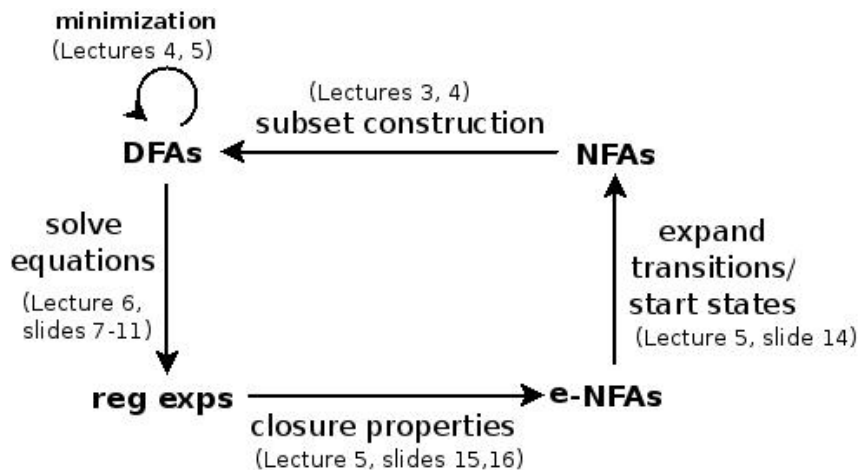 minimization
(Lectures 4, 5)
(Lectures 3, 4)
subset construction
DFAs
NFAs
solve
equations
(Lecture 6,
slides 7-11)
expand
transitions/
start states
(Lecture 5, slide 14)
reg exps
e-NFAs
closure properties
(Lecture 5, slides 15,16)